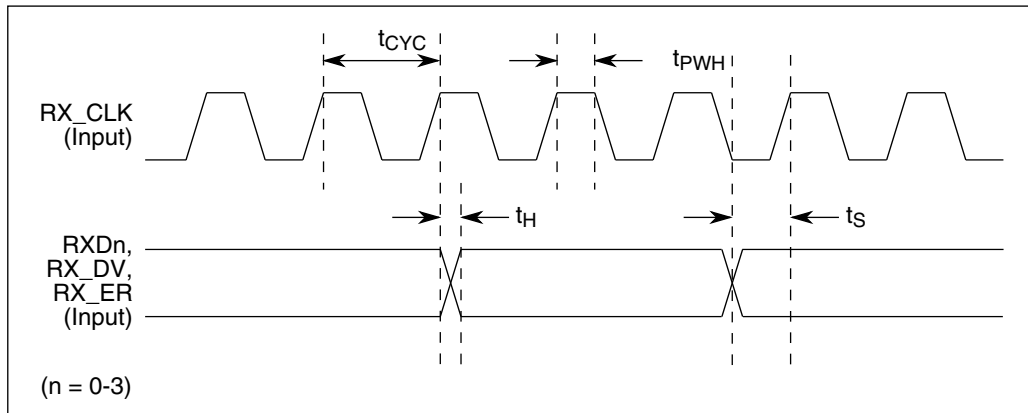 tCYC
tPWH
RX_CLK
(Input)
tH
tS
RXDn,
RX_DV,
RX_ER
(Input)
(n = 0-3)